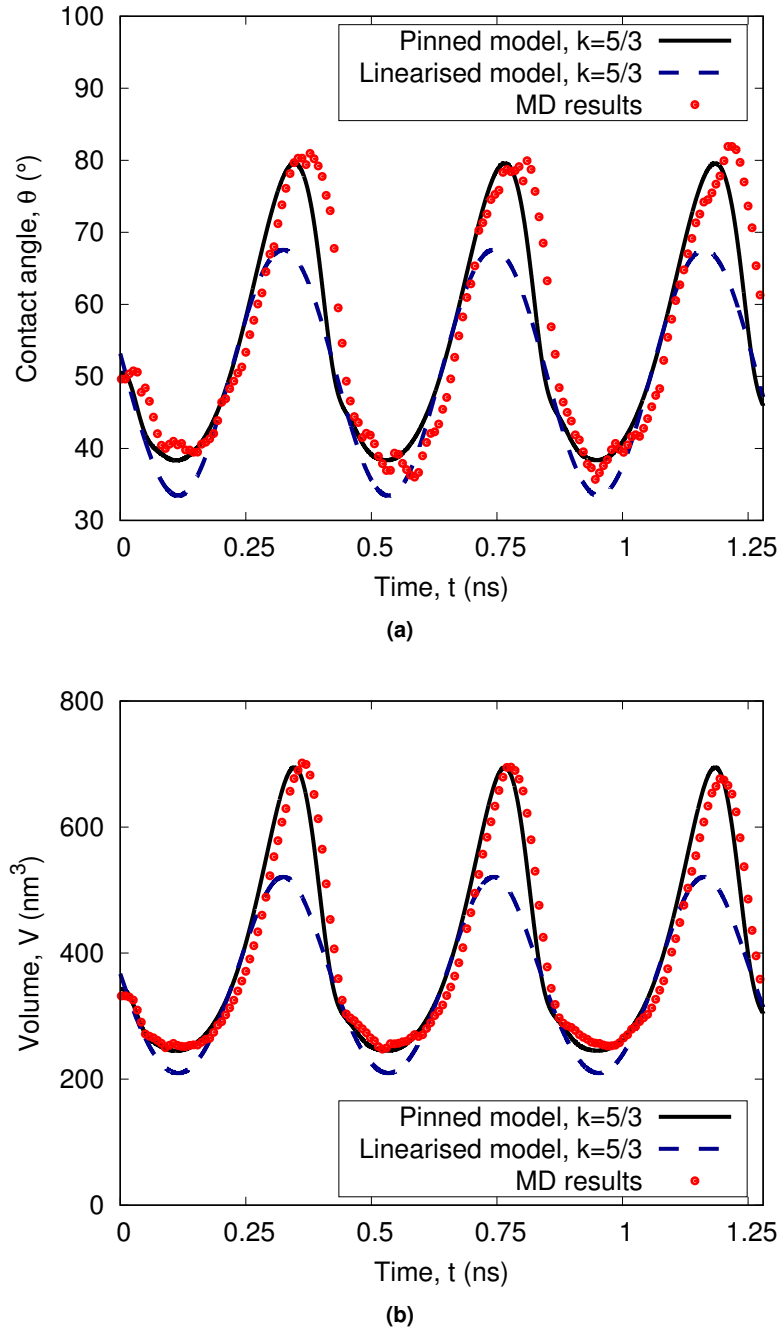 100
90
80
70
60
50
40
30
Contact angle, θ (°)
Pinned model, k=5/3
Linearised model, k=5/3
MD results
0 0.25 0.5 0.75 1 1.25
Time, t (ns)
(a)
800
600
400
200
0
Volume, V (nm³)
Pinned model, k=5/3
Linearised model, k=5/3
MD results
0 0.25 0.5 0.75 1 1.25
Time, t (ns)
(b)